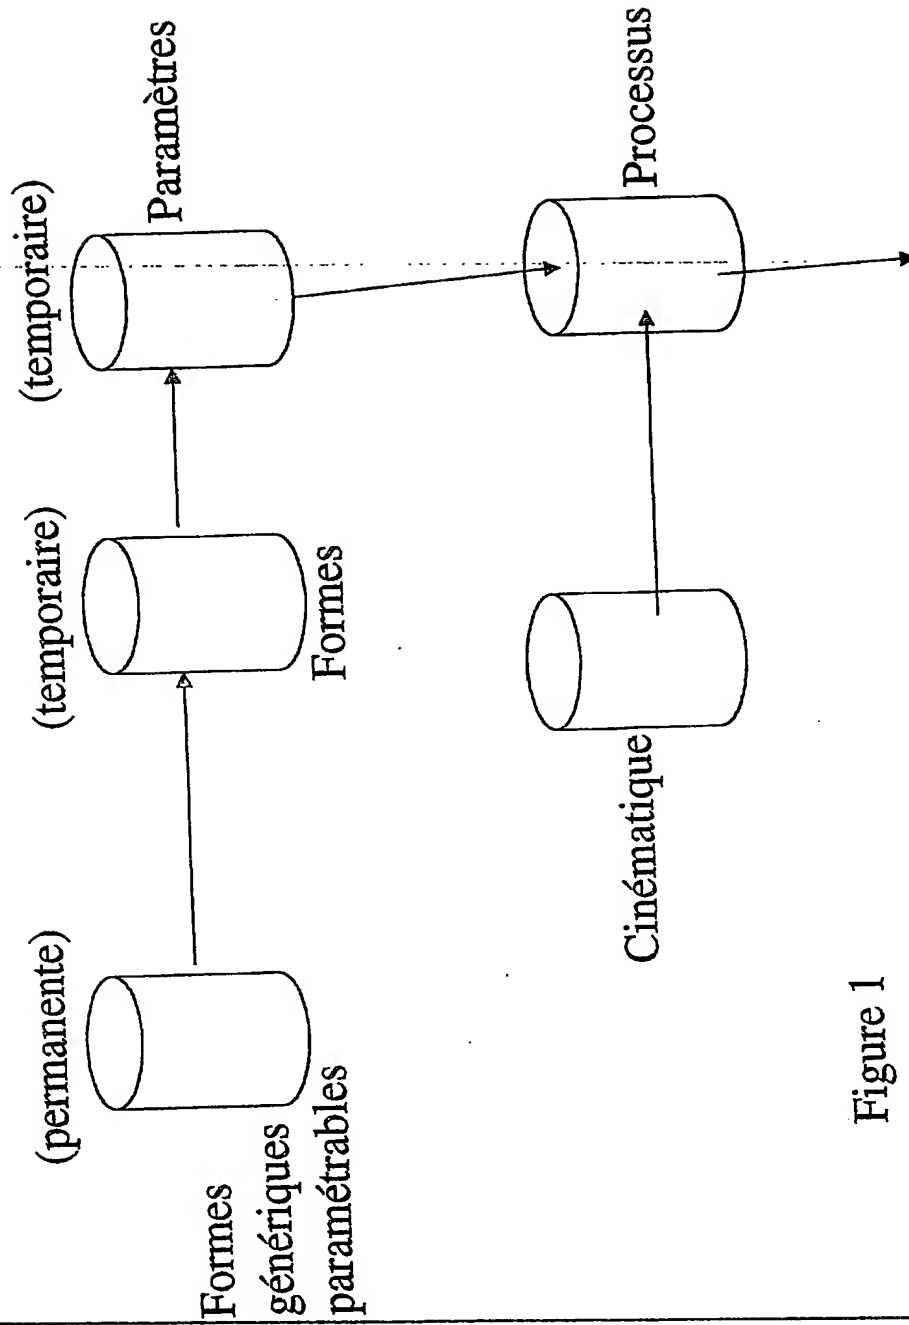 (permanente)
(temporaire)
(temporaire)
Formes
génériques
paramétrables
Formes
Paramètres
Cinématique
Processus
Figure 1